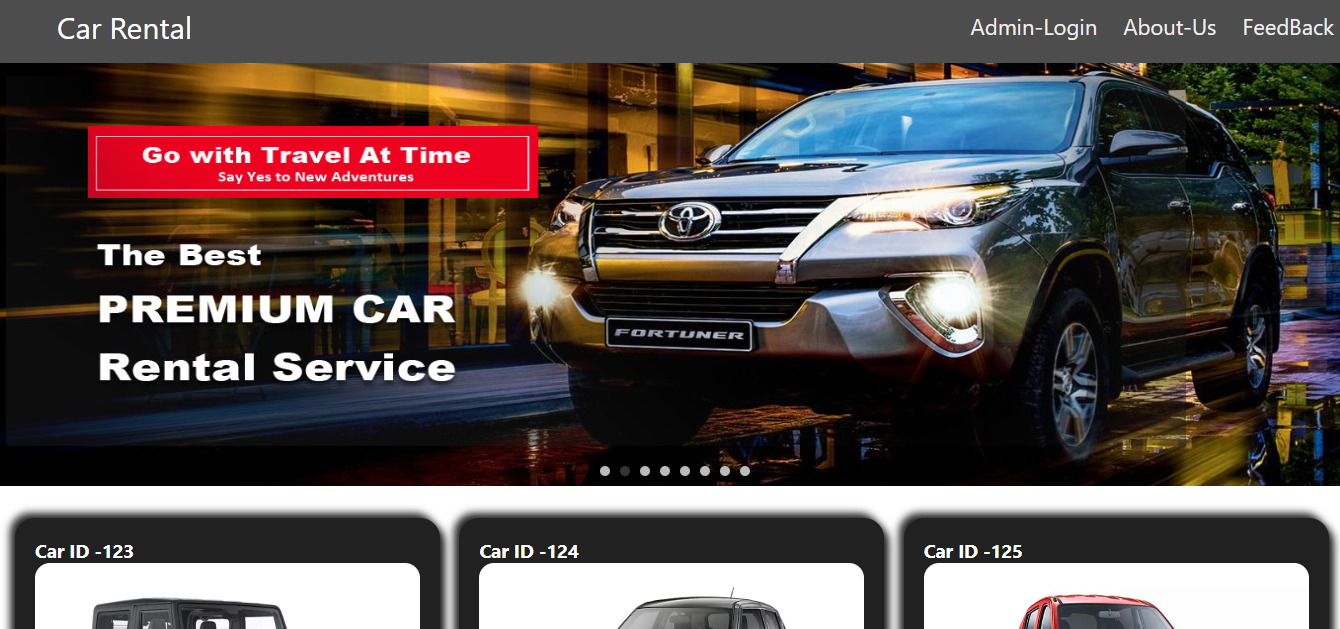 Car Rental
Admin-Login About-Us FeedBack
Go with Travel At Time
Say Yes to New Adventures
The Best
PREMIUM CAR
Rental Service
FORTUNER
Car ID -123
Car ID -124
Car ID -125